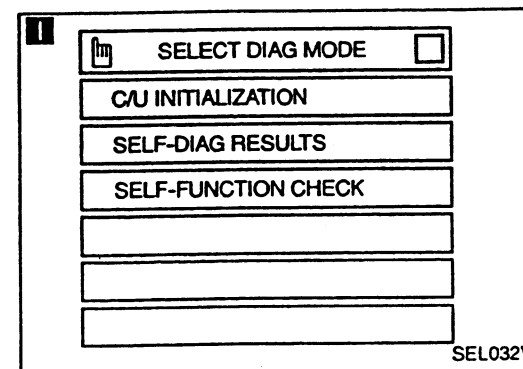 I
SELECT DIAG MODE
C/U INITIALIZATION
SELF-DIAG RESULTS
SELF-FUNCTION CHECK